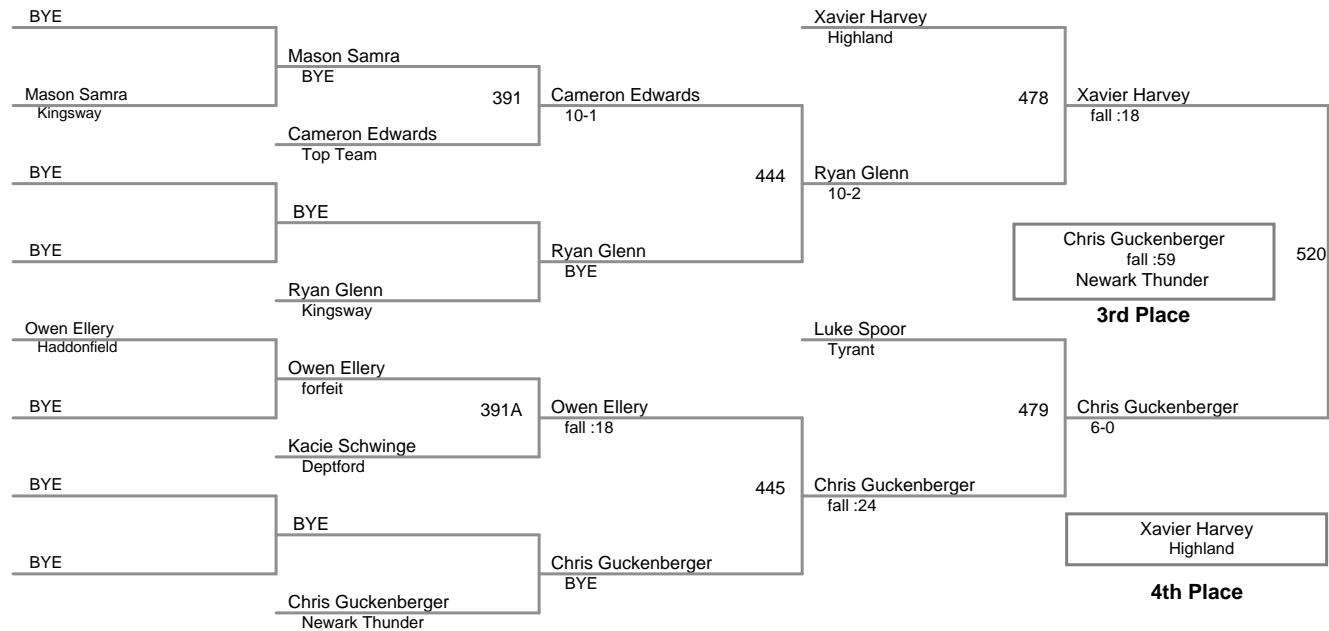 BYE
Mason Samra
Kingsway
BYE
BYE
Owen Ellery
Haddonfield
BYE
BYE
BYE
Mason Samra
BYE
Cameron Edwards
Top Team
BYE
Ryan Glenn
Kingsway
Owen Ellery
forfeit
Kacie Schwinge
Deptford
BYE
Chris Guckenberger
Newark Thunder
391
391A
Cameron Edwards
10-1
Ryan Glenn
BYE
Owen Ellery
fall :18
Chris Guckenberger
BYE
444
445
Xavier Harvey
Highland
Ryan Glenn
10-2
Luke Spoor
Tyrant
Chris Guckenberger
fall :24
478
479
Xavier Harvey
fall :18
Chris Guckenberger
6-0
520
Chris Guckenberger
fall :59
Newark Thunder
3rd Place
Xavier Harvey
Highland
4th Place